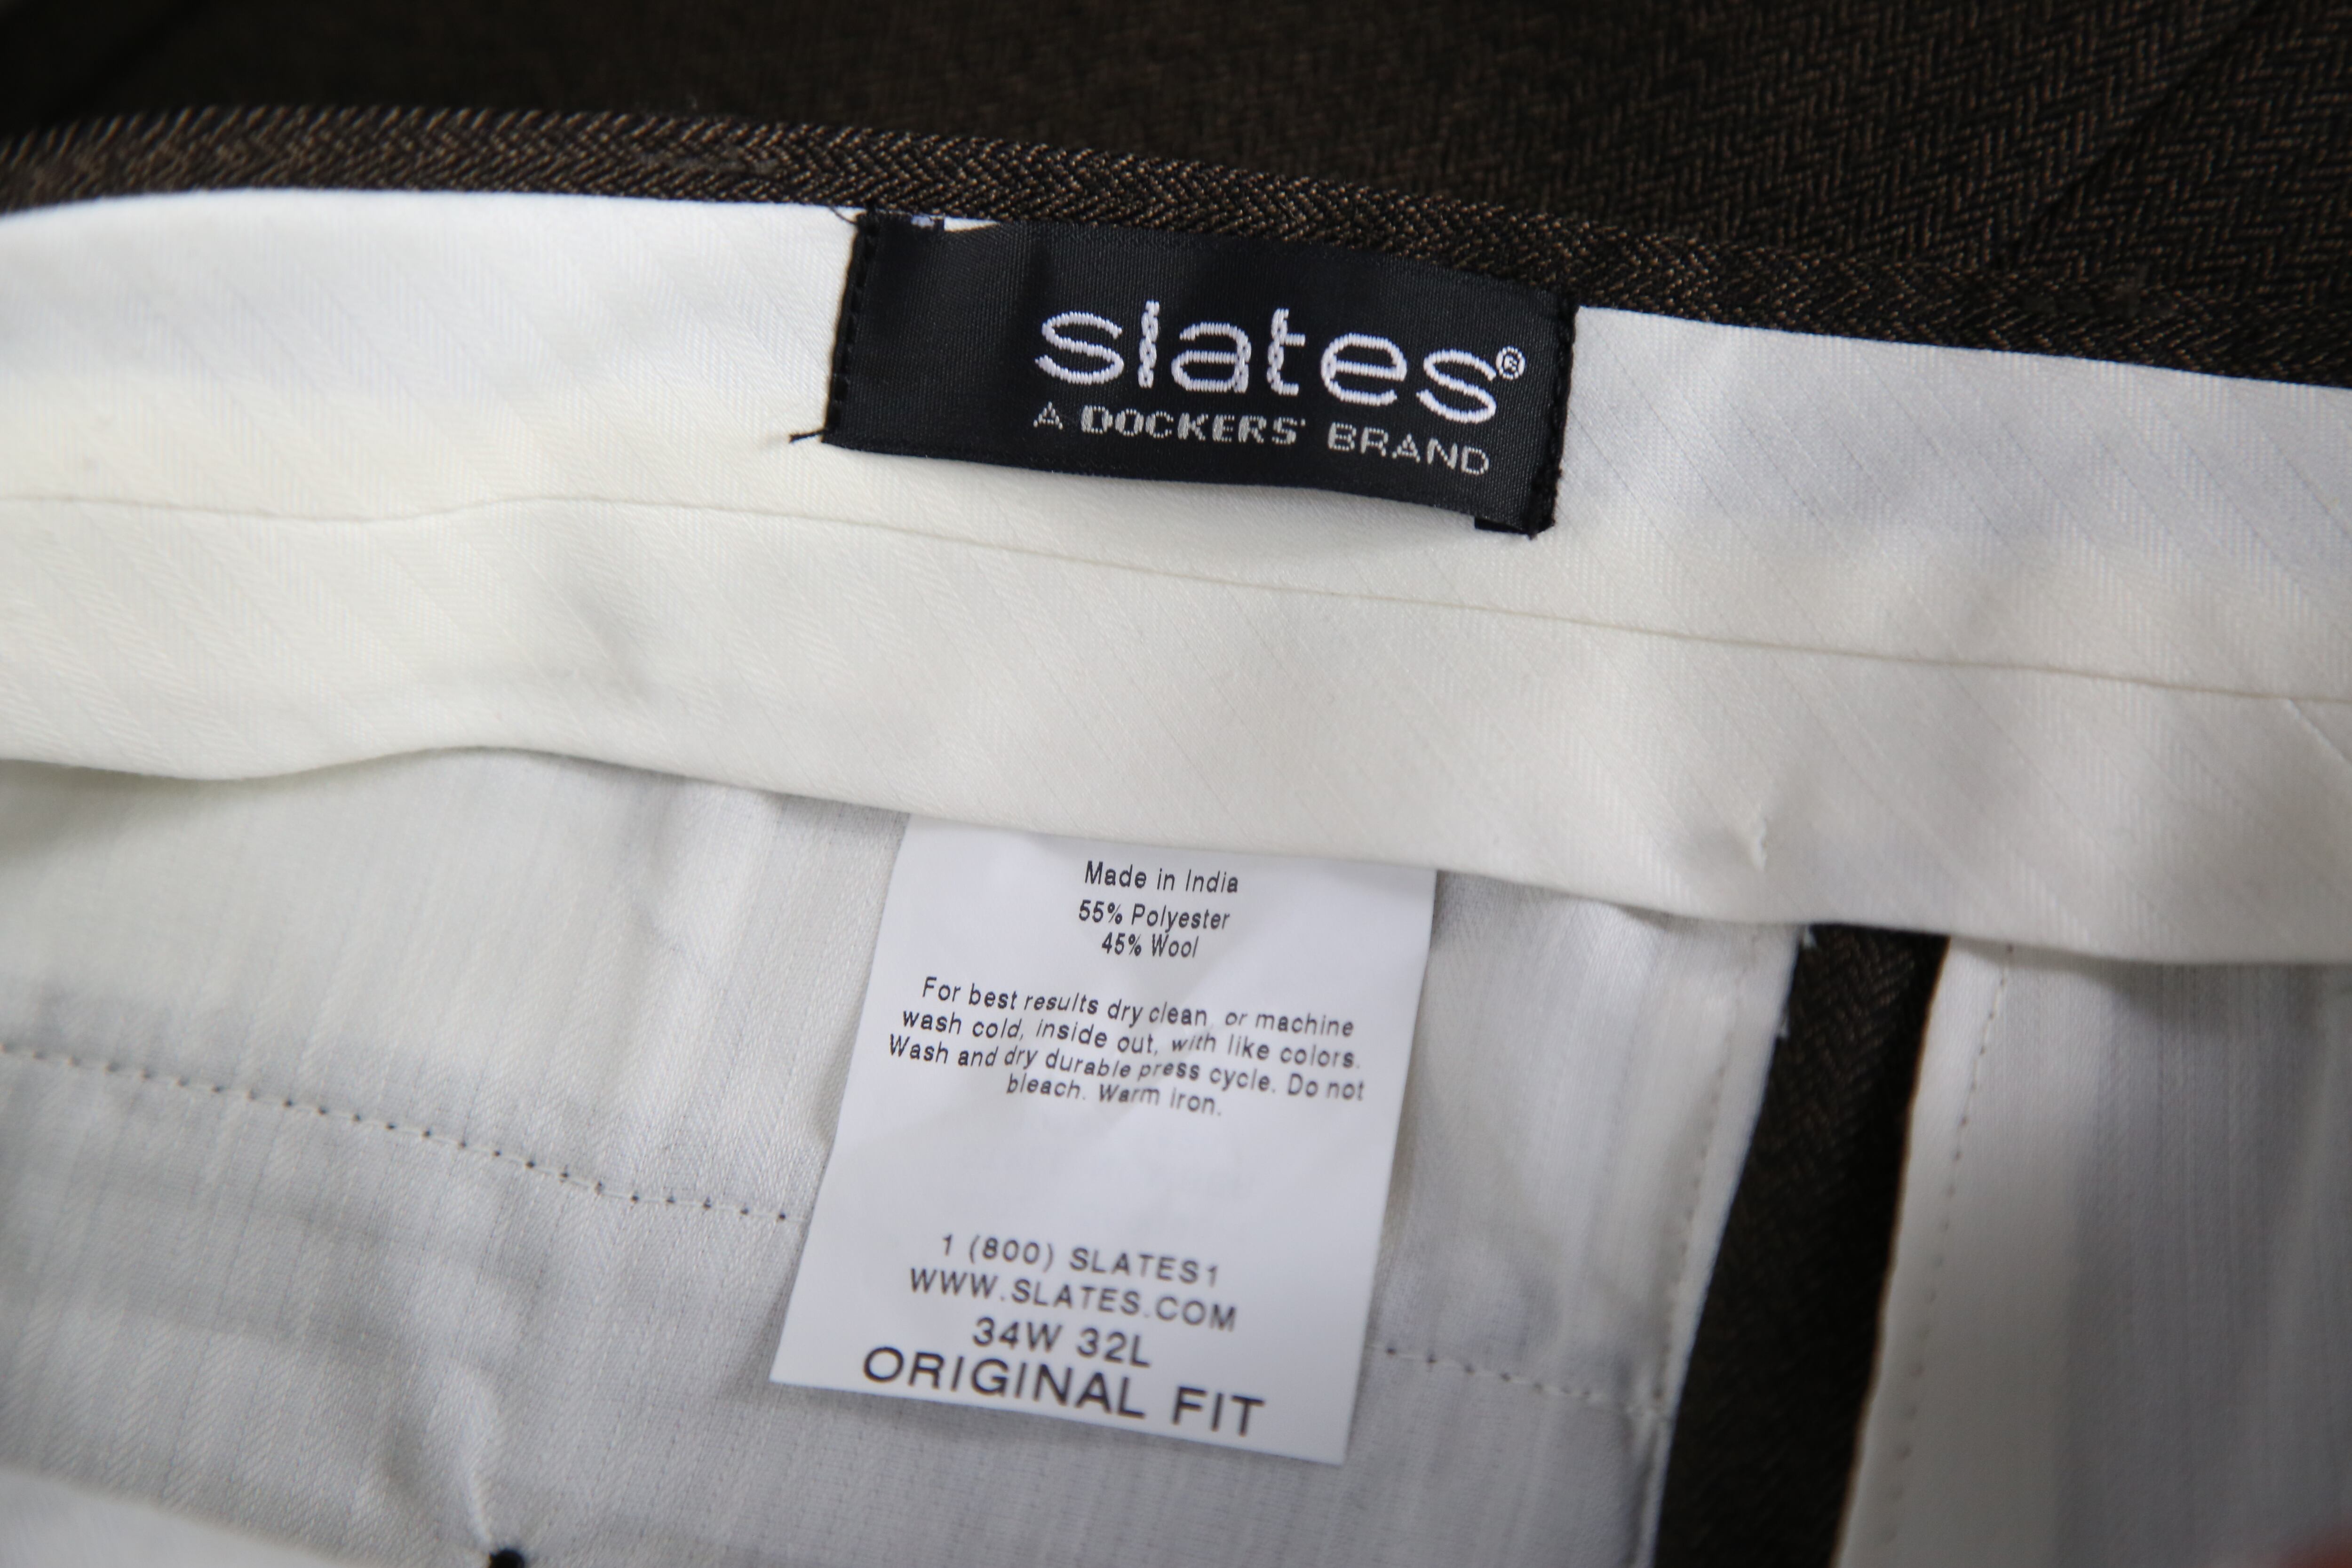 slates®
A DOCKERS® BRAND
Made in India
55% Polyester
45% Wool
For best results dry clean, or machine
wash cold, inside out, with like colors.
Wash and dry durable press cycle. Do not
bleach. Warm iron.
1 (800) SLATES1
WWW.SLATES.COM
34W 32L
ORIGINAL FIT